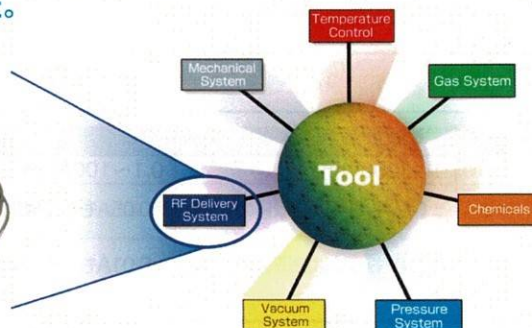 Temperature
Control
Mechanical
System
Gas System
Tool
RF Delivery
System
Chemicals
Vacuum
System
Pressure
System